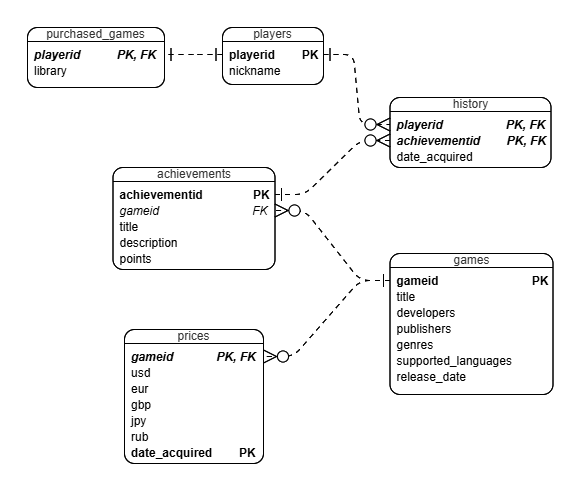 purchased_games
playerid PK, FK
library
players
playerid PK
nickname
history
playerid PK, FK
achievementid PK, FK
date_acquired
achievements
achievementid PK
gameid FK
title
description
points
games
gameid PK
title
developers
publishers
genres
supported_languages
release_date
prices
gameid PK, FK
usd
eur
gbp
jpy
rub
date_acquired PK